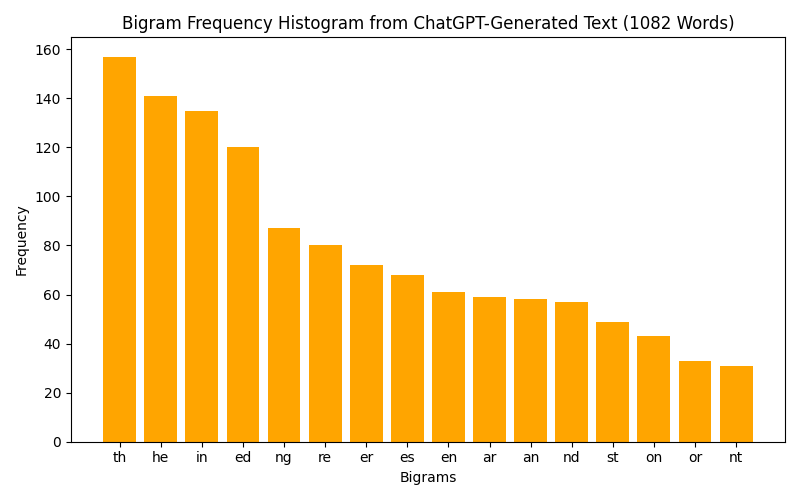 Bigram Frequency Histogram from ChatGPT-Generated Text (1082 Words)
160
140
120
100
80
60
40
20
0
Frequency
th he in ed ng re er es en ar an nd st on or nt
Bigrams